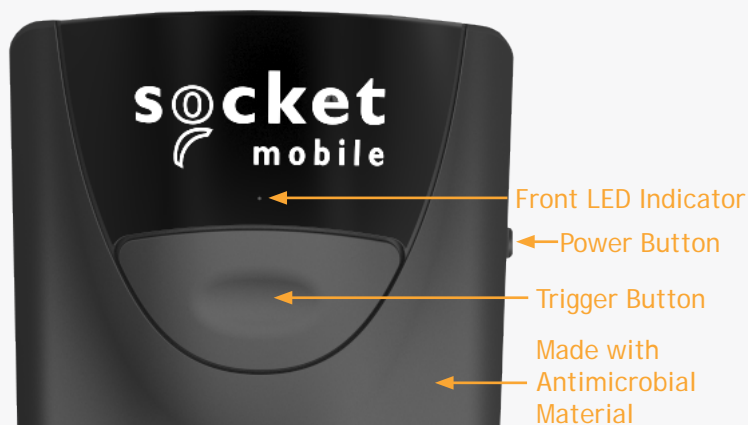 socket
mobile
Front LED Indicator
Power Button
Trigger Button
Made with
Antimicrobial
Material